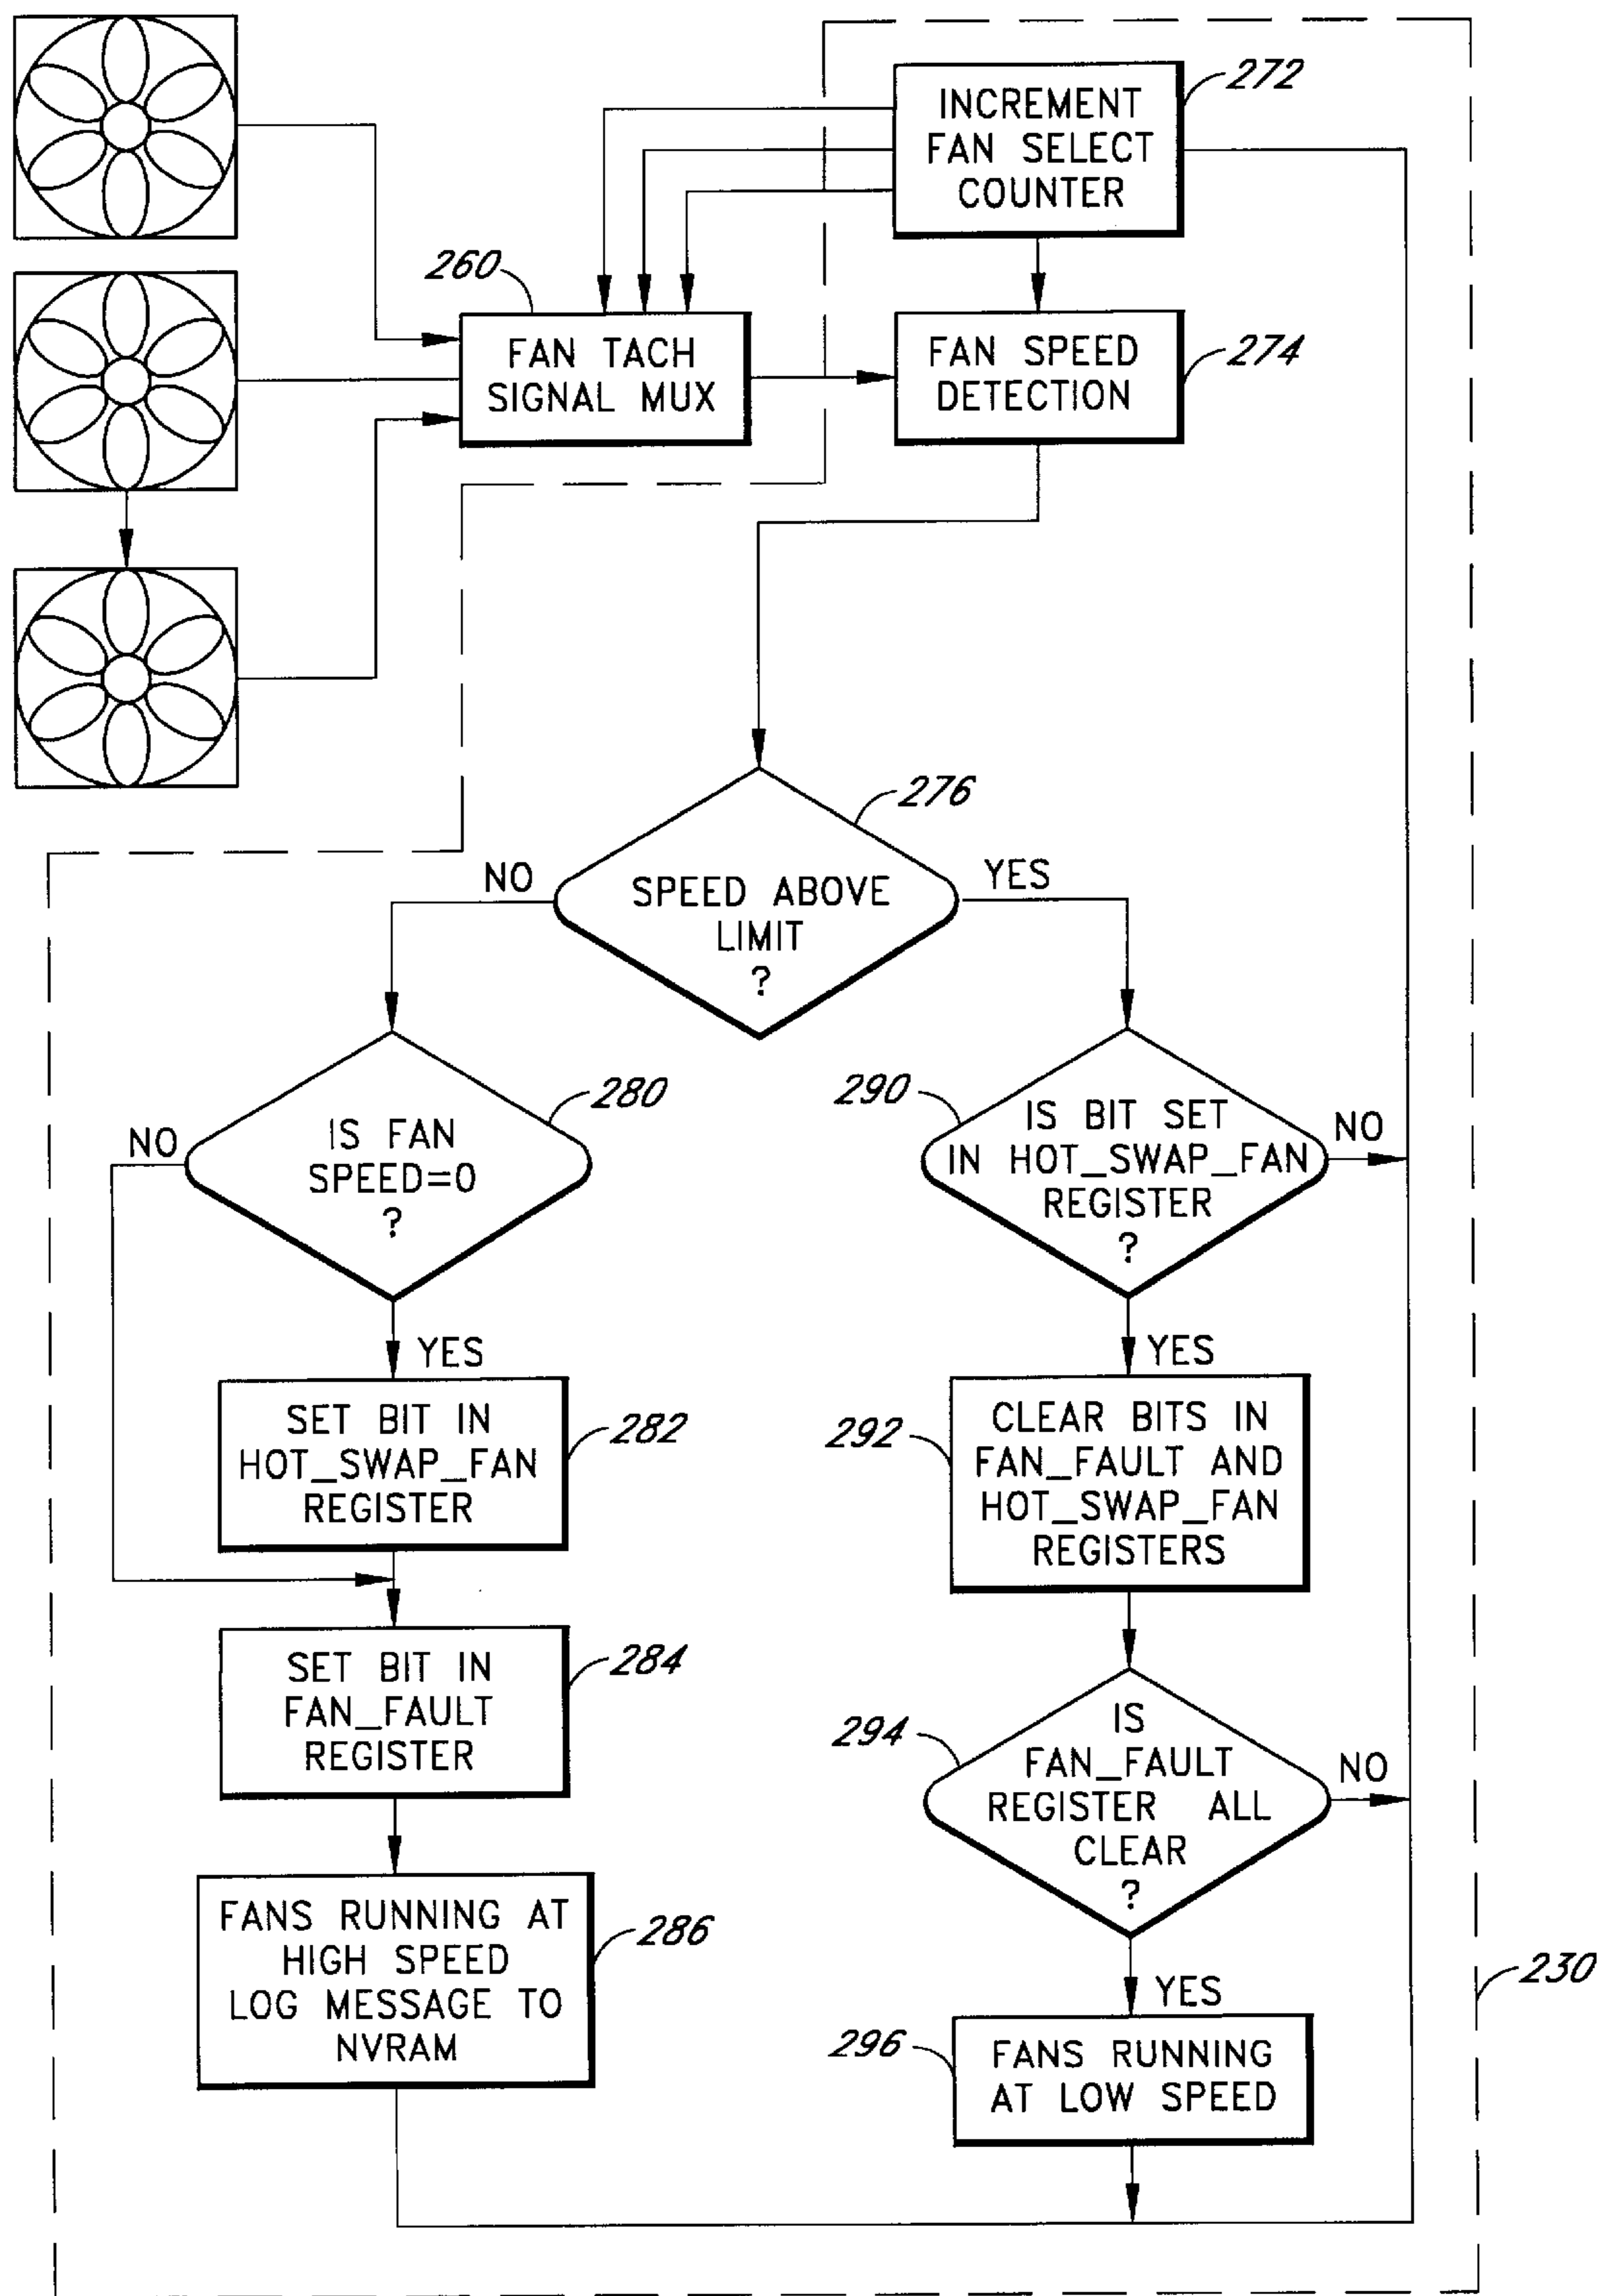 INCREMENT
FAN SELECT
COUNTER
272
260
FAN TACH
SIGNAL MUX
FAN SPEED
DETECTION
274
276
NO
YES
SPEED ABOVE
LIMIT
?
280
NO
IS FAN
SPEED=0
?
YES
290
IS BIT SET
IN HOT_SWAP_FAN
REGISTER
?
NO
YES
SET BIT IN
HOT_SWAP_FAN
REGISTER
282
292
CLEAR BITS IN
FAN_FAULT AND
HOT_SWAP_FAN
REGISTERS
SET BIT IN
FAN_FAULT
REGISTER
284
294
IS
FAN_FAULT
REGISTER ALL
CLEAR
?
NO
YES
FANS RUNNING AT
HIGH SPEED
LOG MESSAGE TO
NVRAM
286
230
296
FANS RUNNING
AT LOW SPEED